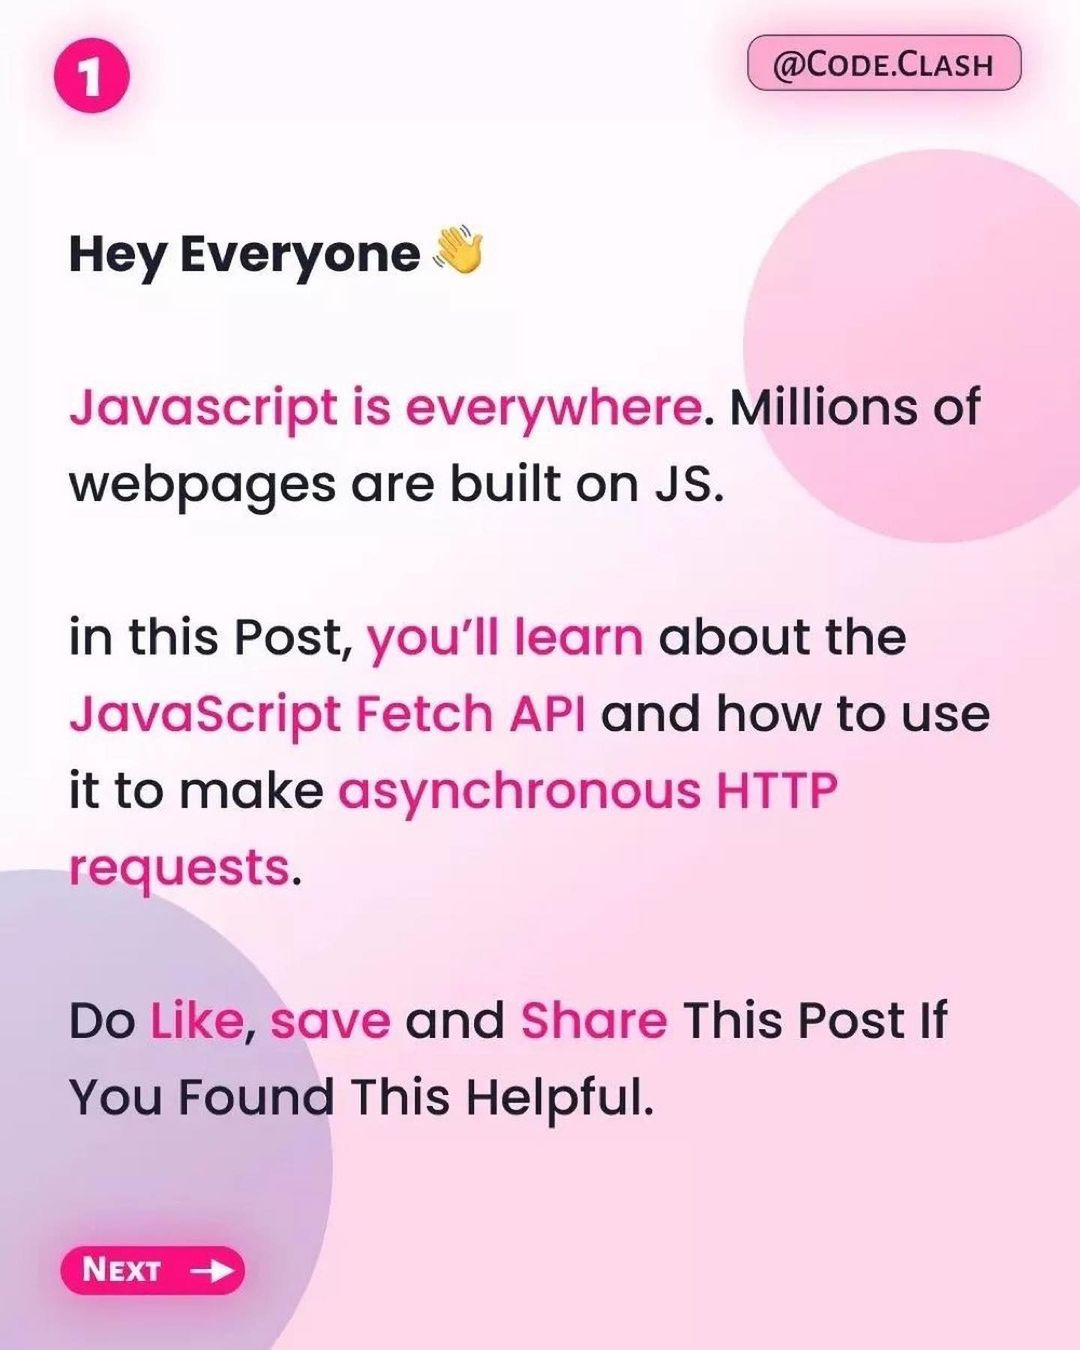 1
@CODE.CLASH
Hey Everyone 👋
Javascript is everywhere. Millions of
webpages are built on JS.
in this Post, you’ll learn about the
JavaScript Fetch API and how to use
it to make asynchronous HTTP
requests.
Do Like, save and Share This Post If
You Found This Helpful.
NEXT